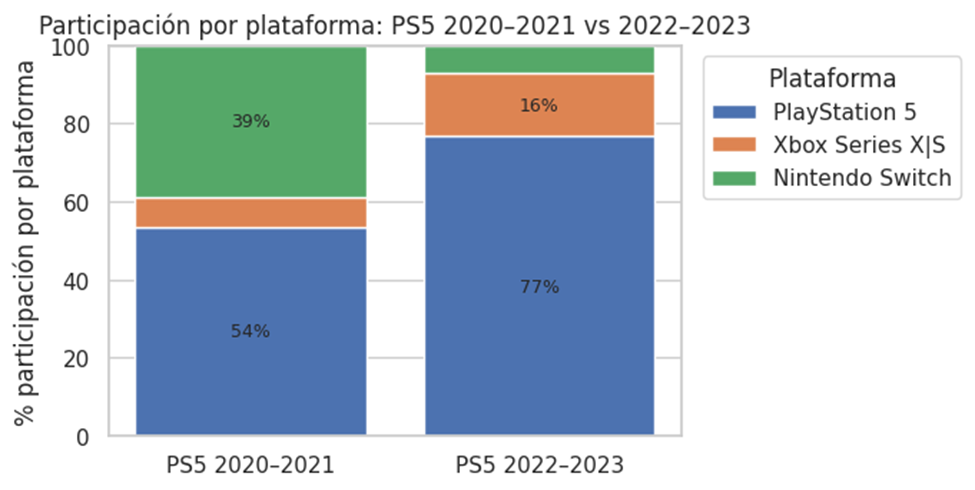 Participación por plataforma: PS5 2020–2021 vs 2022–2023
% participación por plataforma
100
80
60
40
20
0
39%
54%
16%
77%
PS5 2020–2021
PS5 2022–2023
Plataforma
PlayStation 5
Xbox Series X|S
Nintendo Switch